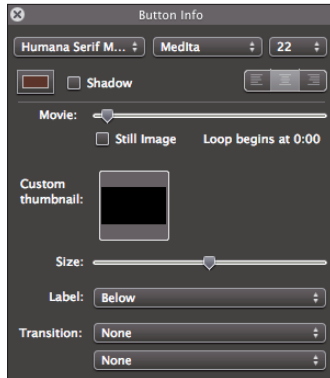 Button Info
Humana Serif M... MedIta 22
Shadow
Movie:
Still Image Loop begins at 0:00
Custom
thumbnail:
Size:
Label: Below
Transition: None
None